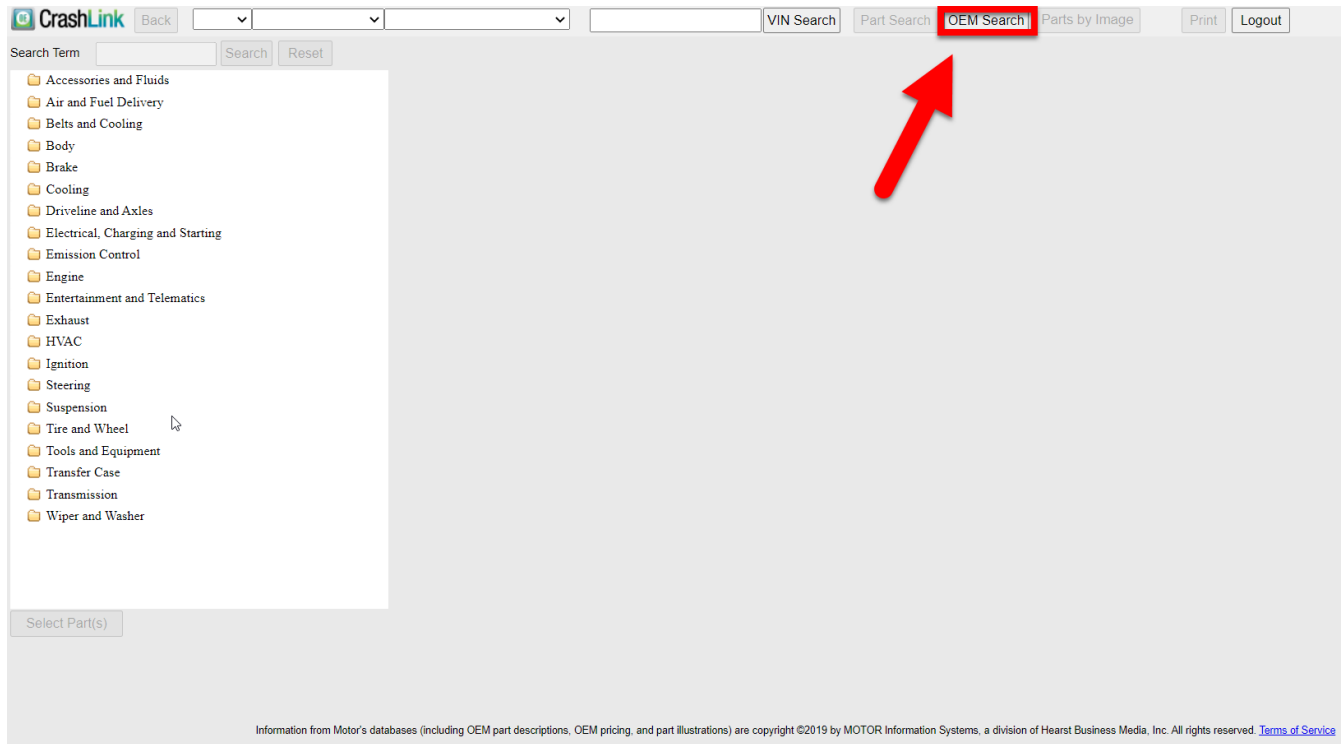 CrashLink Back VIN Search Part Search OEM Search Parts by Image Print Logout
Search Term Search Reset
Accessories and Fluids
Air and Fuel Delivery
Belts and Cooling
Body
Brake
Cooling
Driveline and Axles
Electrical, Charging and Starting
Emission Control
Engine
Entertainment and Telematics
Exhaust
HVAC
Ignition
Steering
Suspension
Tire and Wheel
Tools and Equipment
Transfer Case
Transmission
Wiper and Washer
Select Part(s)
Information from Motor's databases (including OEM part descriptions, OEM pricing, and part illustrations) are copyright ©2019 by MOTOR Information Systems, a division of Hearst Business Media, Inc. All rights reserved. Terms of Service